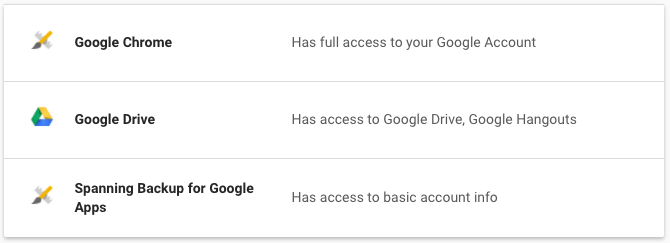 Google Chrome Has full access to your Google Account
Google Drive Has access to Google Drive, Google Hangouts
Spanning Backup for Google Has access to basic account info
Apps